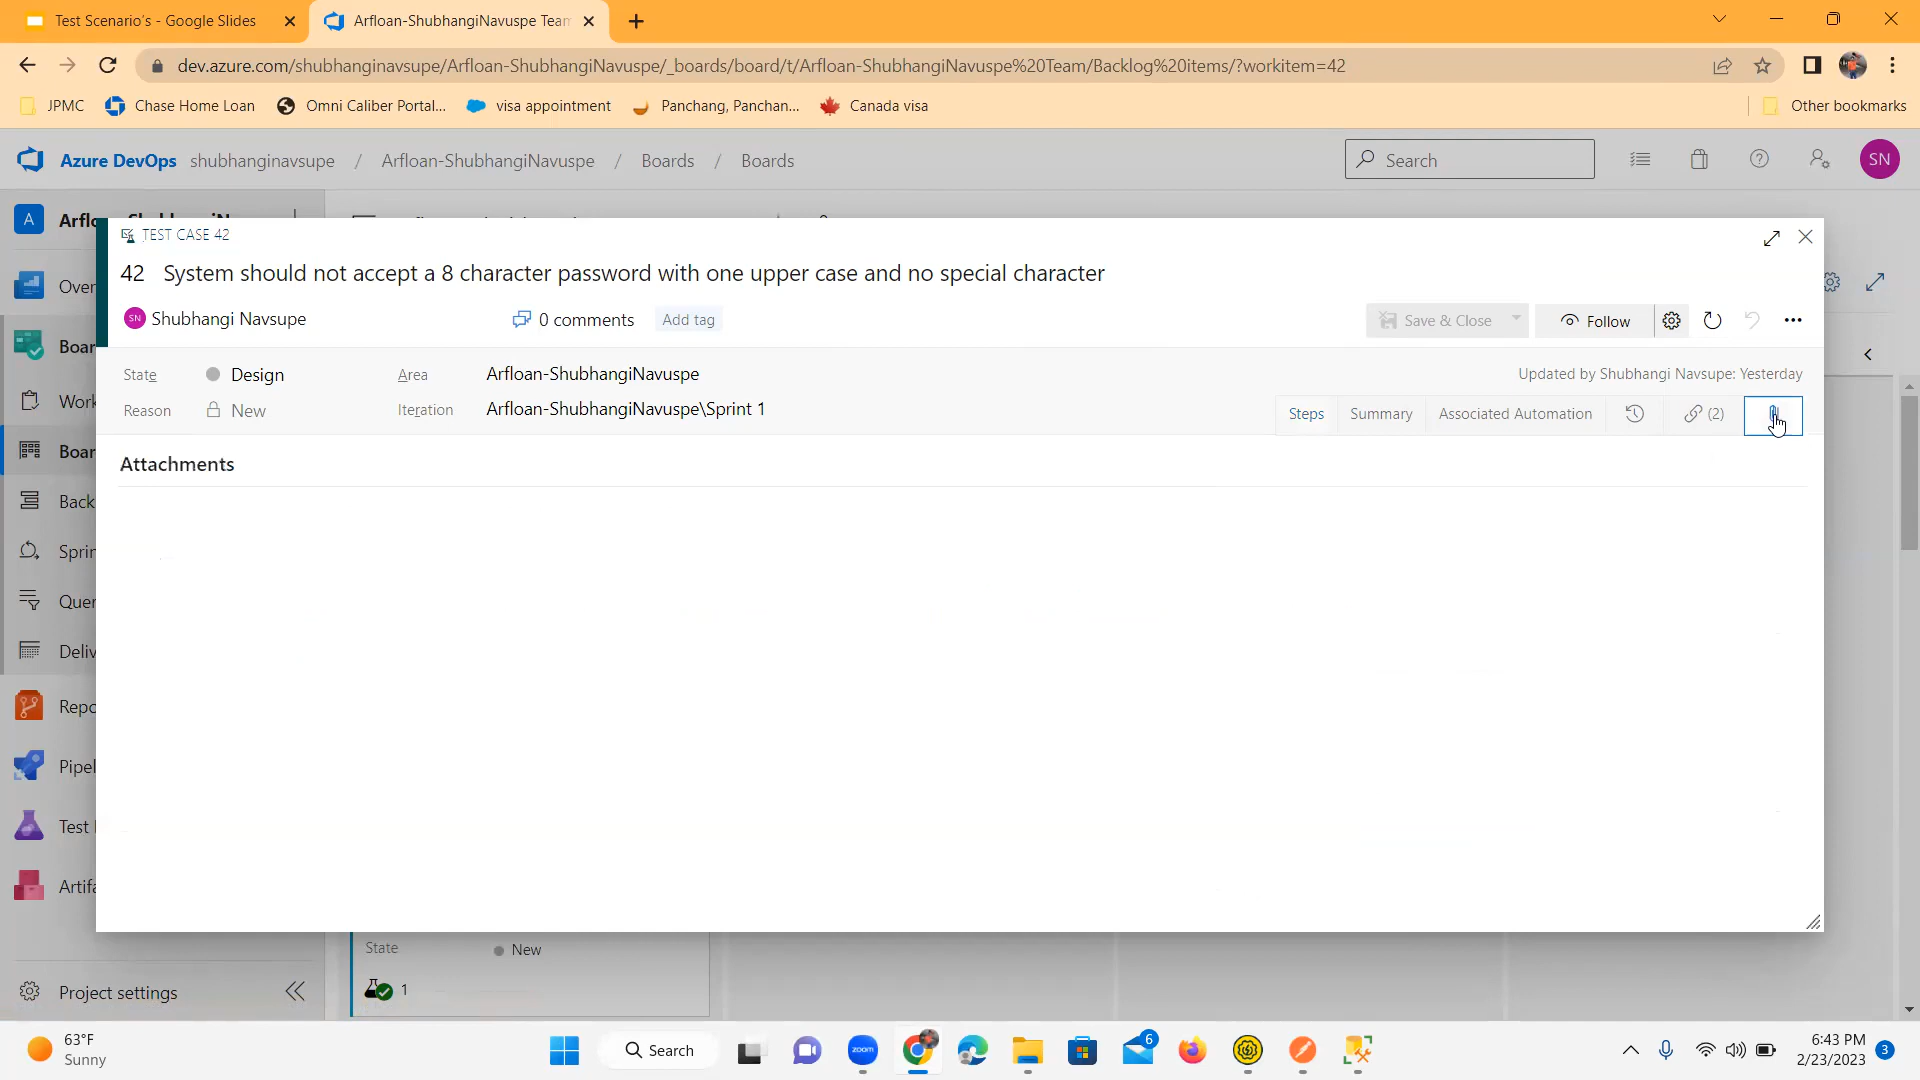 Test Scenario's - Google Slides
Arfloan-ShubhangiNavuspe Team
dev.azure.com/shubhanginavsupe/Arfloan-ShubhangiNavuspe/_boards/board/t/Arfloan-ShubhangiNavuspe%20Team/Backlog%20items/?workitem=42
JPMC
Chase Home Loan
Omni Caliber Portal...
visa appointment
Panchang, Panchan...
Canada visa
Other bookmarks
Azure DevOps shubhanginavsupe / Arfloan-ShubhangiNavuspe / Boards / Boards
Search
SN
A
TEST CASE 42
42 System should not accept a 8 character password with one upper case and no special character
SN Shubhangi Navsupe
0 comments
Add tag
Save & Close
Follow
State
Design
Area
Arfloan-ShubhangiNavuspe
Updated by Shubhangi Navsupe: Yesterday
Reason
New
Iteration
Arfloan-ShubhangiNavuspe\Sprint 1
Steps
Summary
Associated Automation
(2)
Attachments
Over
Boar
Work
Boar
Back
Sprin
Quer
Deliv
Repo
Pipel
Test
Artifa
Project settings
State
New
1
63°F
Sunny
Search
zoom
6
6:43 PM
2/23/2023
3